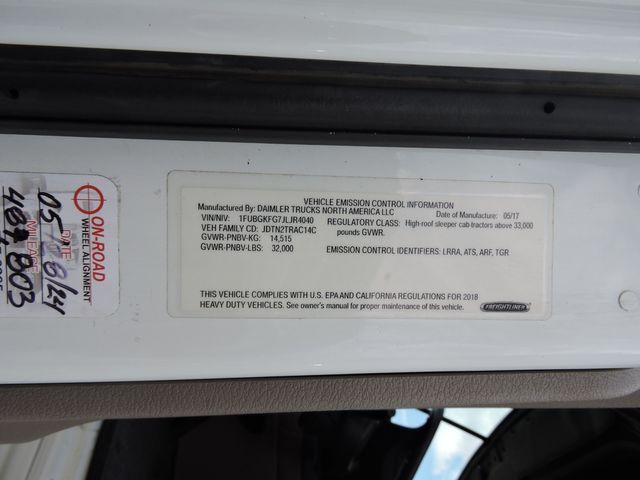 VEHICLE EMISSION CONTROL INFORMATION
Manufactured By: DAIMLER TRUCKS NORTH AMERICA LLC Date of Manufacture: 05/17
VIN/NIV: 1FUBGKFG7JLJR4040 REGULATORY CLASS: High-roof sleeper cab-tractors above 33,000
VEH FAMILY CD: JDTN2TRAC14C pounds GVWR.
GVWR-PNBV-KG: 14,515
GVWR-PNBV-LBS: 32,000 EMISSION CONTROL IDENTIFIERS: LRRA, ATS, ARF, TGR
THIS VEHICLE COMPLIES WITH U.S. EPA AND CALIFORNIA REGULATIONS FOR 2018
HEAVY DUTY VEHICLES. See owner's manual for proper maintenance of this vehicle.
FREIGHTLINER
ON-ROAD
WHEEL ALIGNMENT
DATE
05/28/24
MILEAGE